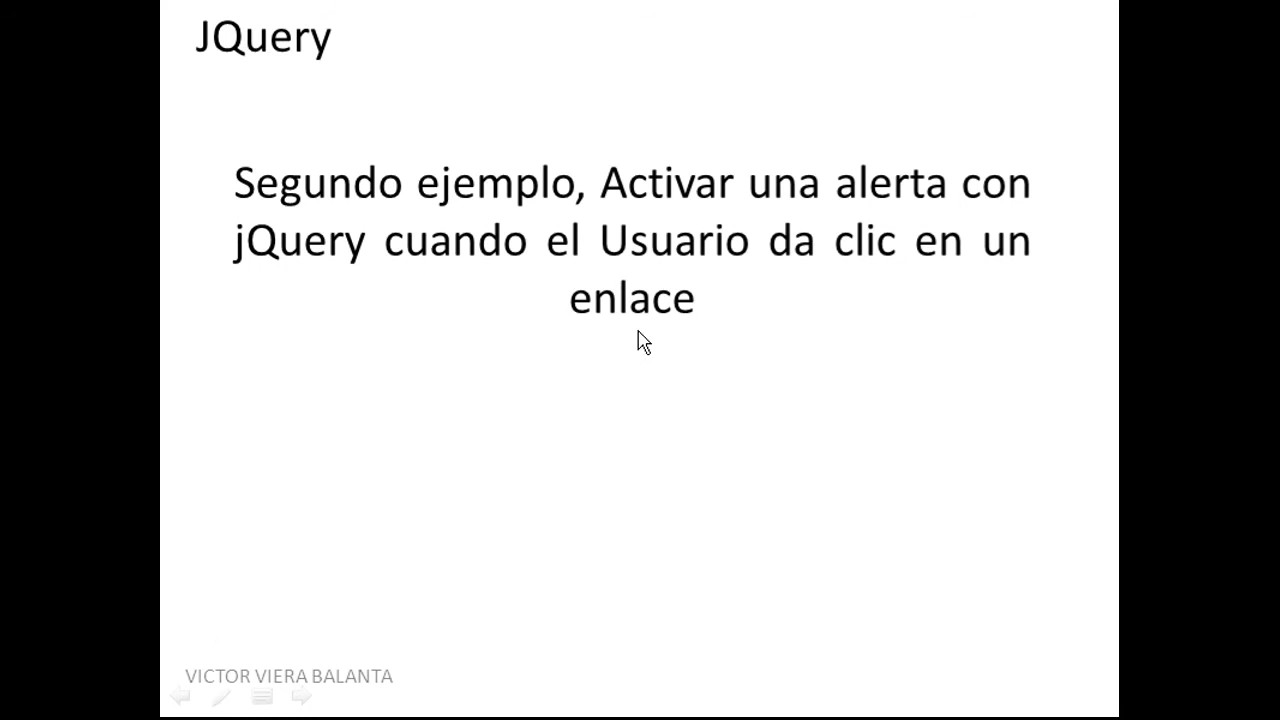 JQuery
Segundo ejemplo, Activar una alerta con
jQuery cuando el Usuario da clic en un
enlace
VICTOR VIERA BALANTA